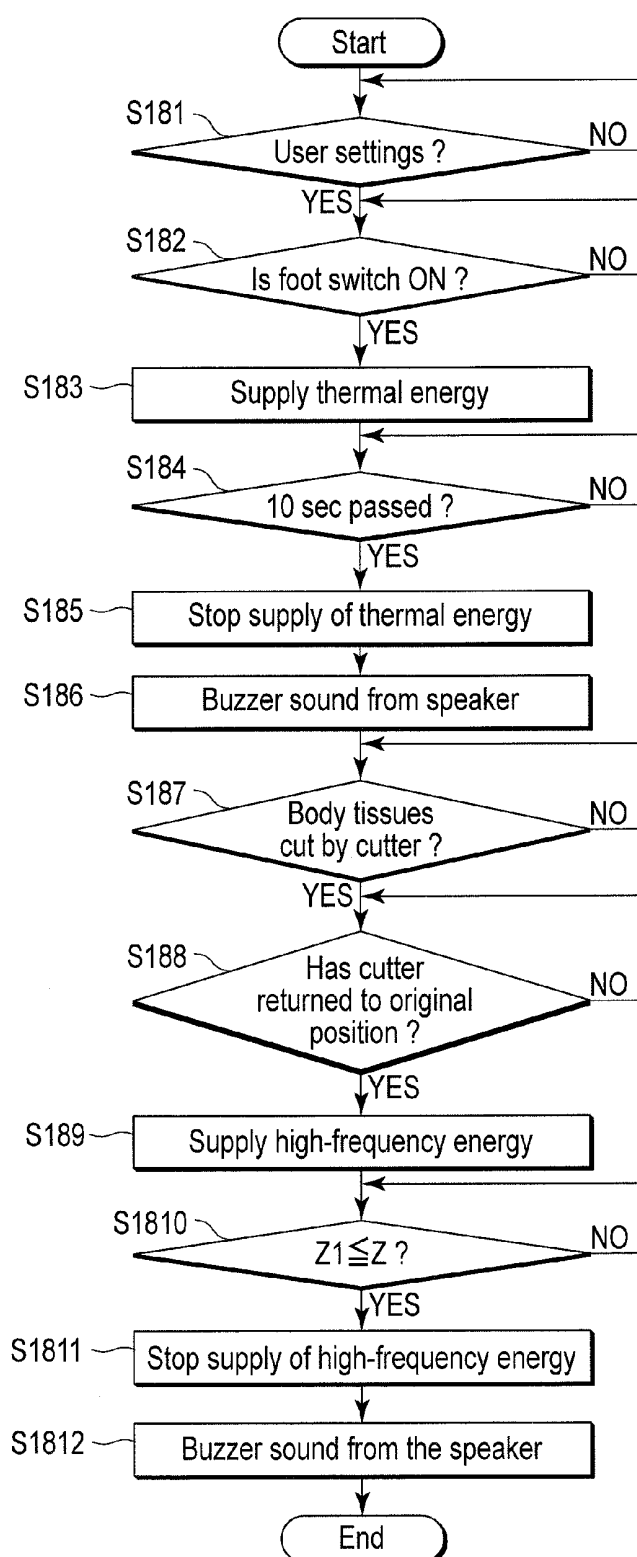 Start
S181
User settings ?
NO
YES
S182
Is foot switch ON ?
NO
YES
S183
Supply thermal energy
S184
10 sec passed ?
NO
YES
S185
Stop supply of thermal energy
S186
Buzzer sound from speaker
S187
Body tissues
cut by cutter ?
NO
YES
S188
Has cutter
returned to original
position ?
NO
YES
S189
Supply high-frequency energy
S1810
Z1≦Z ?
NO
YES
S1811
Stop supply of high-frequency energy
S1812
Buzzer sound from the speaker
End